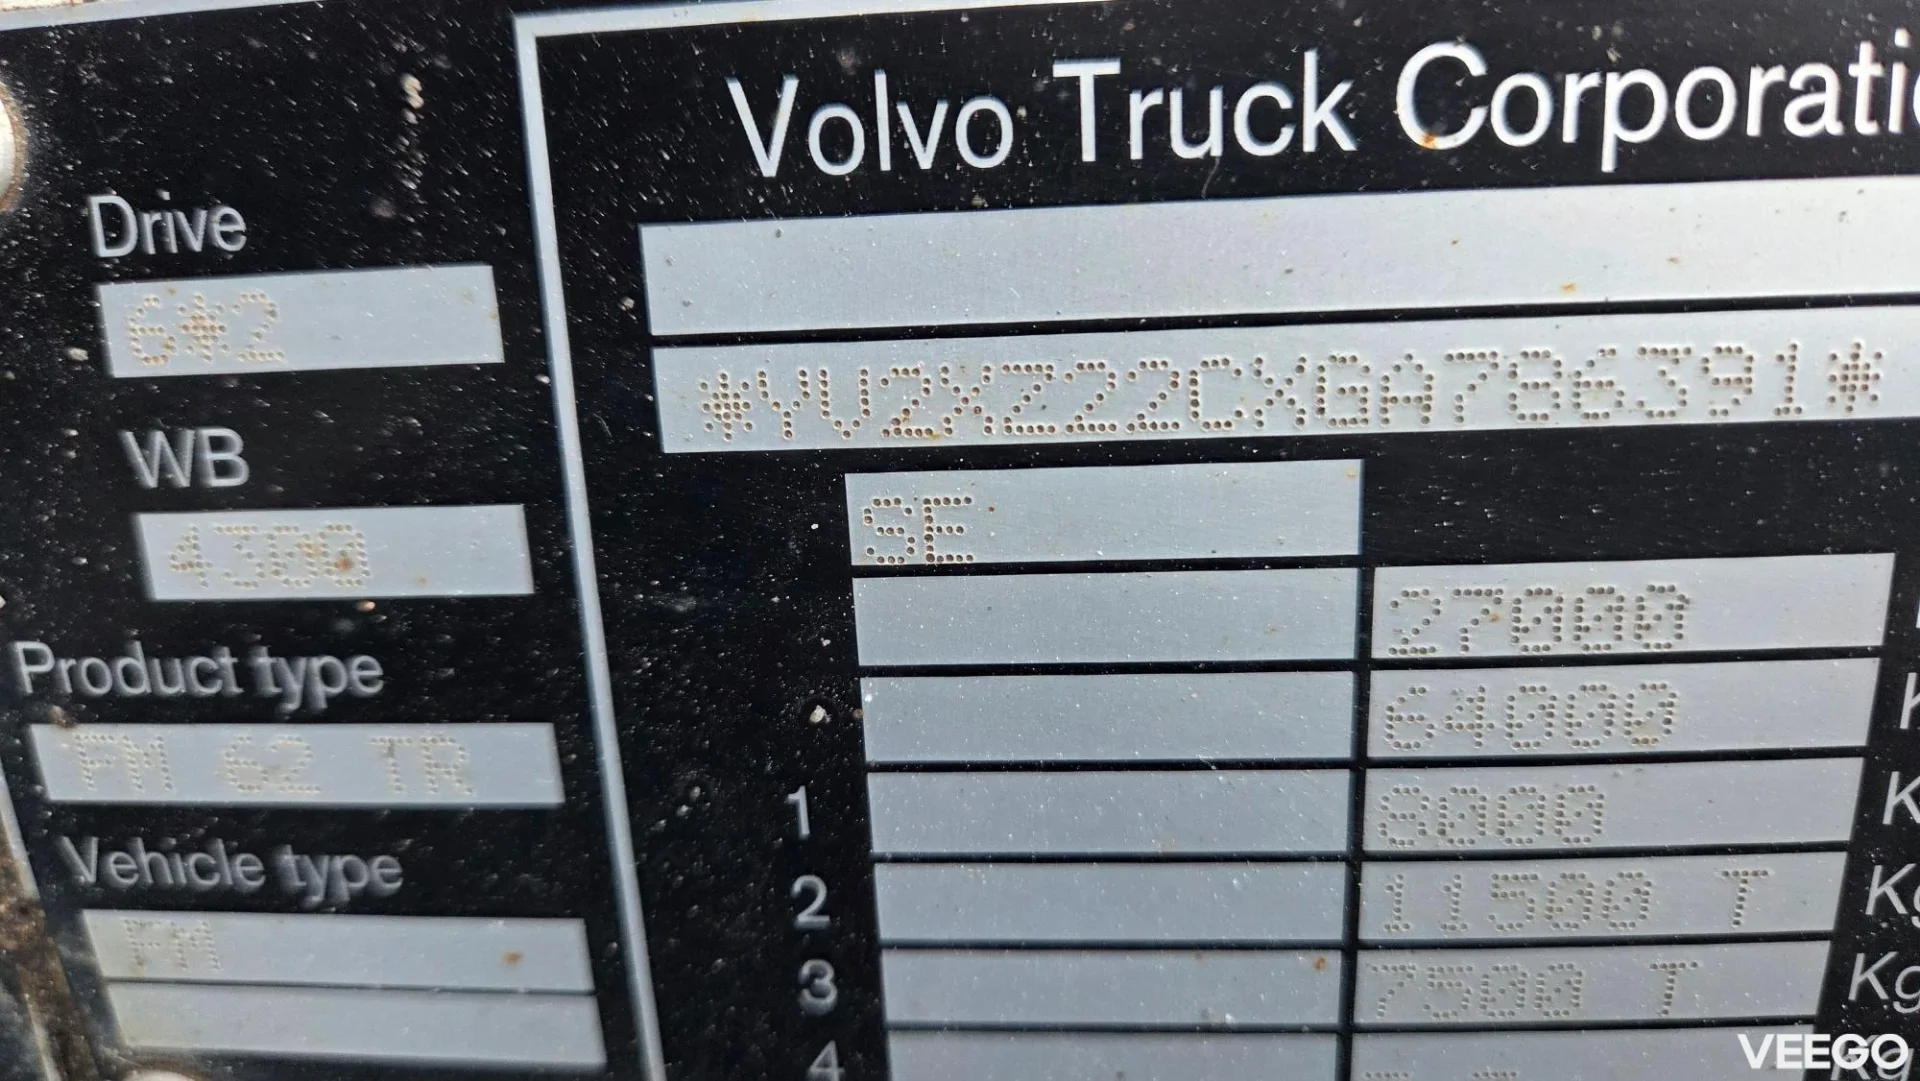 Volvo Truck Corporati
Drive
6*2
*YV2XZ22CXGA786391*
WB
4300
SE
27000
Product type
FM 62 TR
64000
K
1
8000
K
Vehicle type
FM
2
11500 T
Kg
3
7500 T
Kg
4
Kg
VEEGO